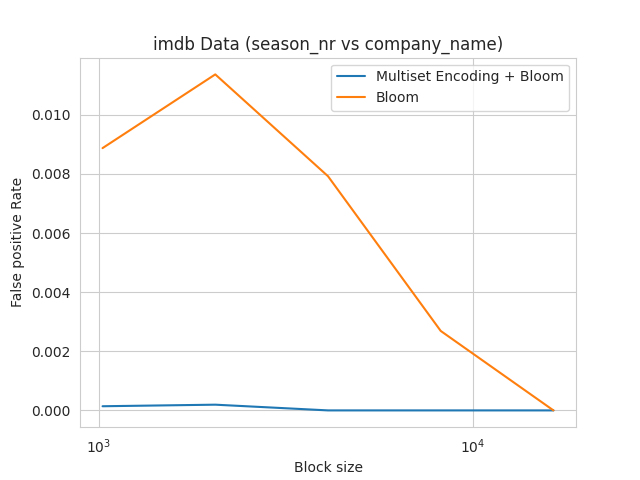 imdb Data (season_nr vs company_name)
Multiset Encoding + Bloom
Bloom
False positive Rate
0.010
0.008
0.006
0.004
0.002
0.000
10³
10⁴
Block size